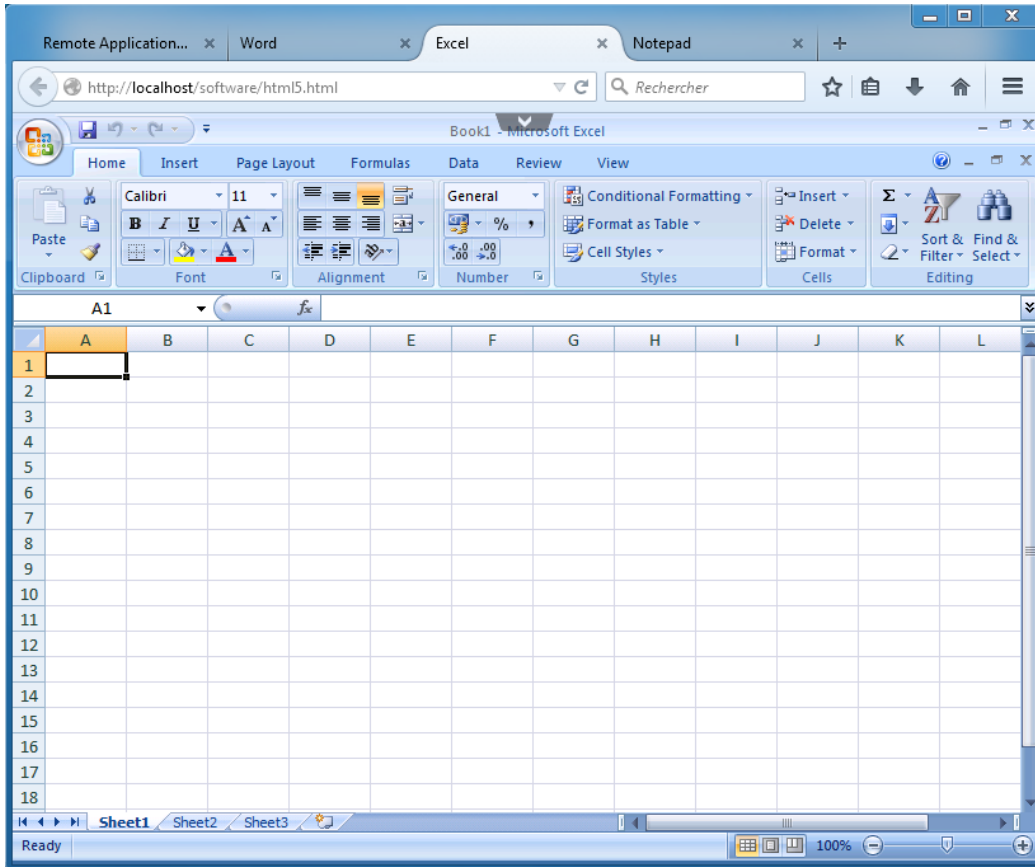 Remote Application... Word Excel Notepad
http://localhost/software/html5.html Rechercher
Book1 - Microsoft Excel
Home Insert Page Layout Formulas Data Review View
Calibri 11 General Conditional Formatting Insert Σ
B I U A A % , Format as Table Delete
Paste Sort & Find &
A .00 Cell Styles Format Filter Select
Clipboard Font Alignment Number Styles Cells Editing
A1 fx
A B C D E F G H I J K L
1
2
3
4
5
6
7
8
9
10
11
12
13
14
15
16
17
18
Sheet1 Sheet2 Sheet3
Ready 100%